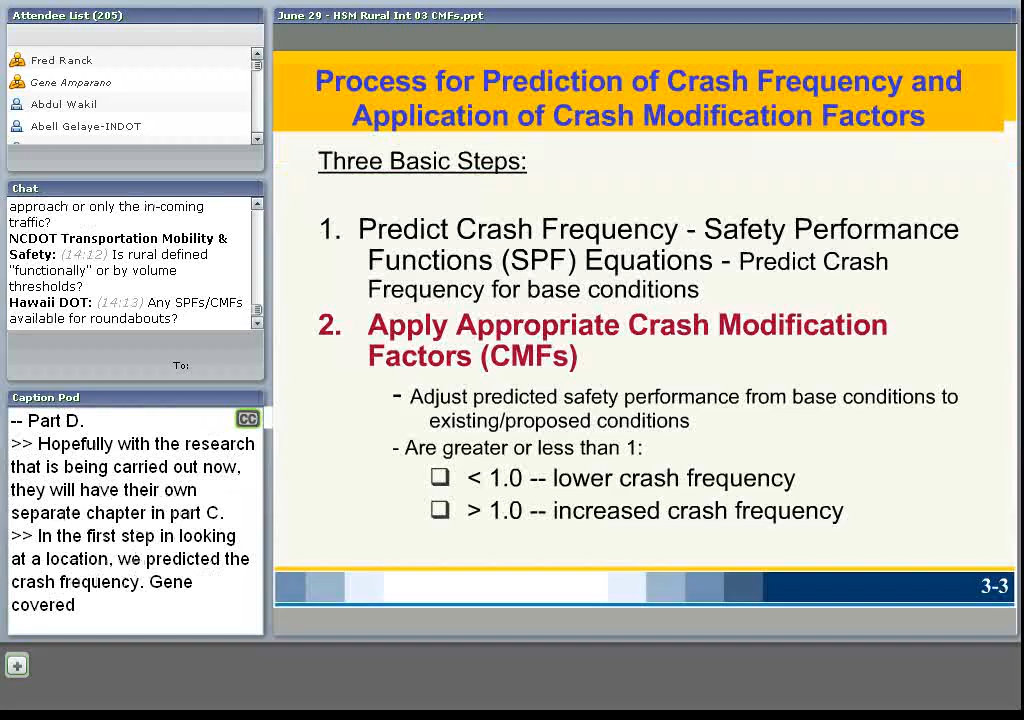 Attendee List (205)
Fred Ranck
Gene Amparano
Abdul Wakil
Abell Gelaye-INDOT
Chat
approach or only the in-coming
traffic?
NCDOT Transportation Mobility &
Safety: (14:12) Is rural defined
"functionally" or by volume
thresholds?
Hawaii DOT: (14:13) Any SPFs/CMFs
available for roundabouts?
To:
Caption Pod
-- Part D.
>> Hopefully with the research
that is being carried out now,
they will have their own
separate chapter in part C.
>> In the first step in looking
at a location, we predicted the
crash frequency. Gene
covered
CC
June 29 - HSM Rural Int 03 CMFs.ppt
Process for Prediction of Crash Frequency and
Application of Crash Modification Factors
Three Basic Steps:
1. Predict Crash Frequency - Safety Performance
Functions (SPF) Equations - Predict Crash
Frequency for base conditions
2. Apply Appropriate Crash Modification
Factors (CMFs)
- Adjust predicted safety performance from base conditions to
existing/proposed conditions
- Are greater or less than 1:
❑ < 1.0 -- lower crash frequency
❑ > 1.0 -- increased crash frequency
3-3